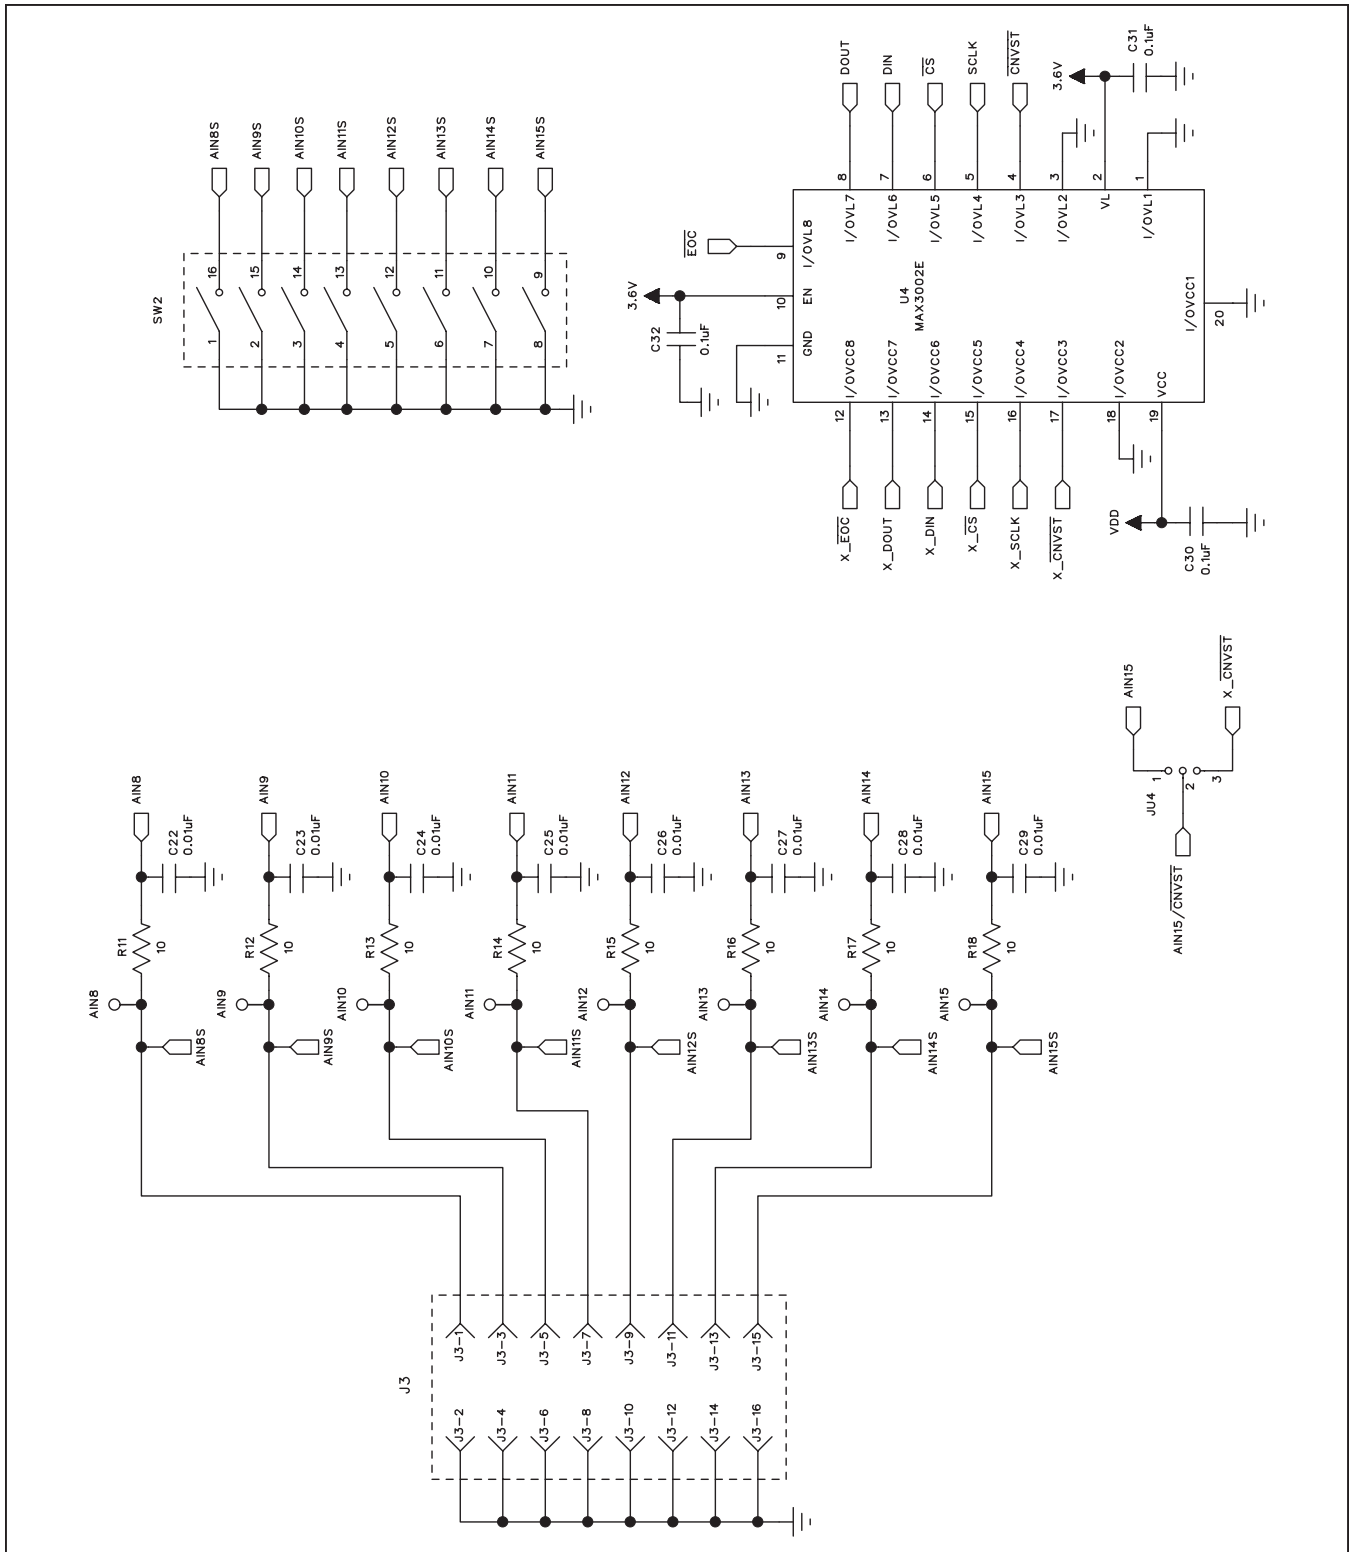 SW2
1
2
3
4
5
6
7
8
16
15
14
13
12
11
10
9
AIN8S
AIN9S
AIN10S
AIN11S
AIN12S
AIN13S
AIN14S
AIN15S
U4
MAX3002E
DOUT
DIN
CS
SCLK
CNVST
8
7
6
5
4
3
2
1
I/OVL7
I/OVL6
I/OVL5
I/OVL4
I/OVL3
I/OVL2
VL
I/OVL1
3.6V
C31
0.1uF
EOC
9
I/OVL8
3.6V
10
EN
C32
0.1uF
11
GND
I/OVCC8
I/OVCC7
I/OVCC6
I/OVCC5
I/OVCC4
I/OVCC3
I/OVCC2
VCC
I/OVCC1
12
13
14
15
16
17
18
19
20
X_EOC
X_DOUT
X_DIN
X_CS
X_SCLK
X_CNVST
VDD
C30
0.1uF
AIN8
C22
0.01uF
R11
10
AIN8
AIN8S
AIN9
C23
0.01uF
R12
10
AIN9
AIN9S
AIN10
C24
0.01uF
R13
10
AIN10
AIN10S
AIN11
C25
0.01uF
R14
10
AIN11
AIN11S
AIN12
C26
0.01uF
R15
10
AIN12
AIN12S
AIN13
C27
0.01uF
R16
10
AIN13
AIN13S
AIN14
C28
0.01uF
R17
10
AIN14
AIN14S
AIN15
C29
0.01uF
R18
10
AIN15
AIN15S
JU4
1
2
3
AIN15
X_CNVST
AIN15/CNVST
J3
J3-1
J3-3
J3-5
J3-7
J3-9
J3-11
J3-13
J3-15
J3-2
J3-4
J3-6
J3-8
J3-10
J3-12
J3-14
J3-16